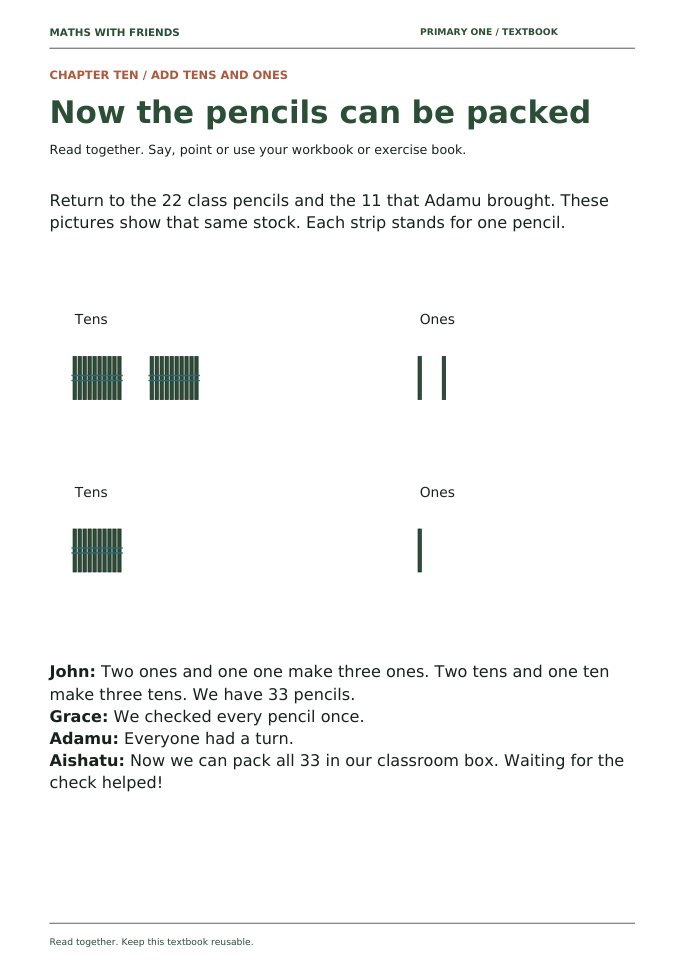 MATHS WITH FRIENDS
PRIMARY ONE / TEXTBOOK
CHAPTER TEN / ADD TENS AND ONES
Now the pencils can be packed
Read together. Say, point or use your workbook or exercise book.
Return to the 22 class pencils and the 11 that Adamu brought. These
pictures show that same stock. Each strip stands for one pencil.
Tens
Ones
Tens
Ones
John: Two ones and one one make three ones. Two tens and one ten
make three tens. We have 33 pencils.
Grace: We checked every pencil once.
Adamu: Everyone had a turn.
Aishatu: Now we can pack all 33 in our classroom box. Waiting for the
check helped!
Read together. Keep this textbook reusable.